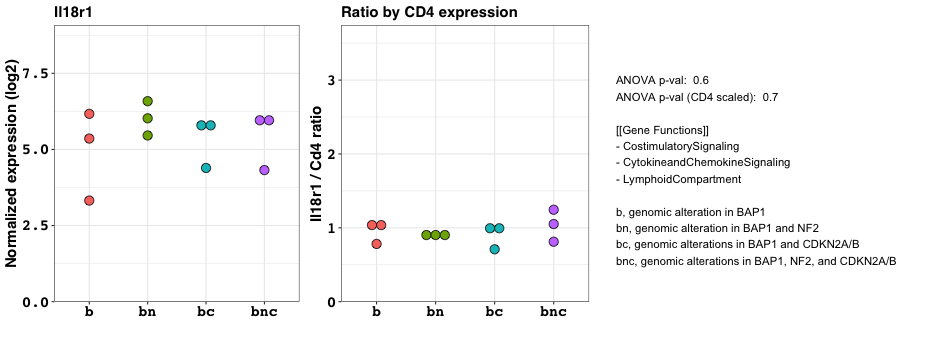 Il18r1
Normalized expression (log2)
7.5
5.0
2.5
0.0
b bn bc bnc
Ratio by CD4 expression
Il18r1 / Cd4 ratio
3
2
1
0
b bn bc bnc
ANOVA p-val: 0.6
ANOVA p-val (CD4 scaled): 0.7
[[Gene Functions]]
- CostimulatorySignaling
- CytokineandChemokineSignaling
- LymphoidCompartment
b, genomic alteration in BAP1
bn, genomic alteration in BAP1 and NF2
bc, genomic alterations in BAP1 and CDKN2A/B
bnc, genomic alterations in BAP1, NF2, and CDKN2A/B